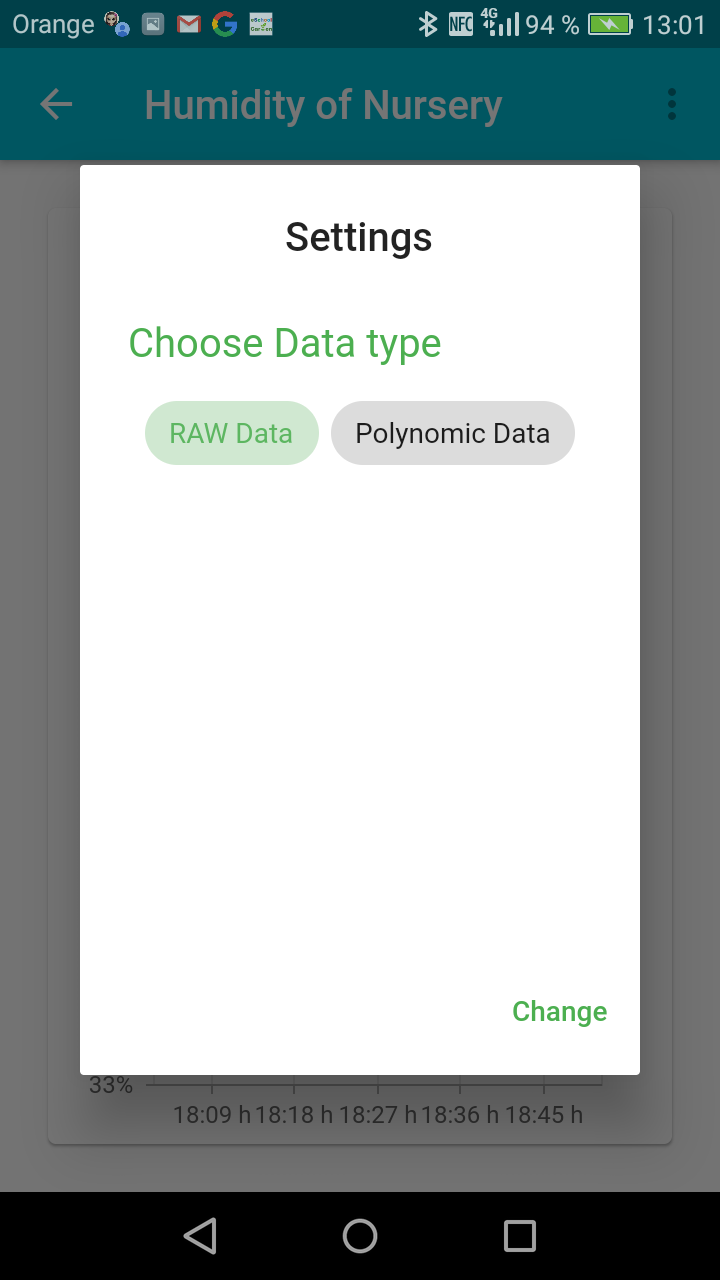 Orange NFC 4G 94 % 13:01
Humidity of Nursery
Settings
Choose Data type
RAW Data Polynomic Data
Change
33%
18:09 h 18:18 h 18:27 h 18:36 h 18:45 h